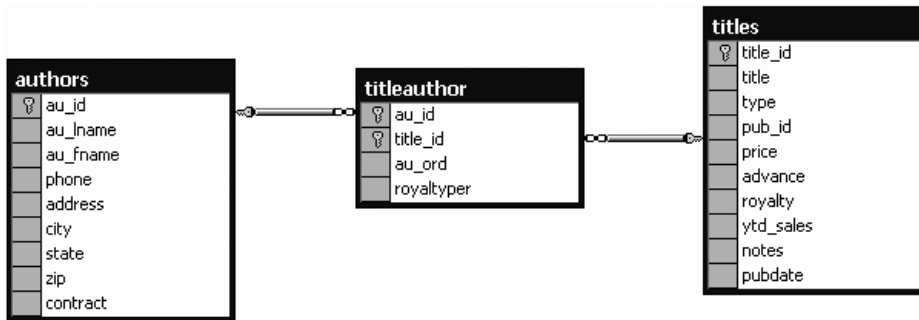 authors
au_id
au_lname
au_fname
phone
address
city
state
zip
contract
titleauthor
au_id
title_id
au_ord
royaltyper
titles
title_id
title
type
pub_id
price
advance
royalty
ytd_sales
notes
pubdate